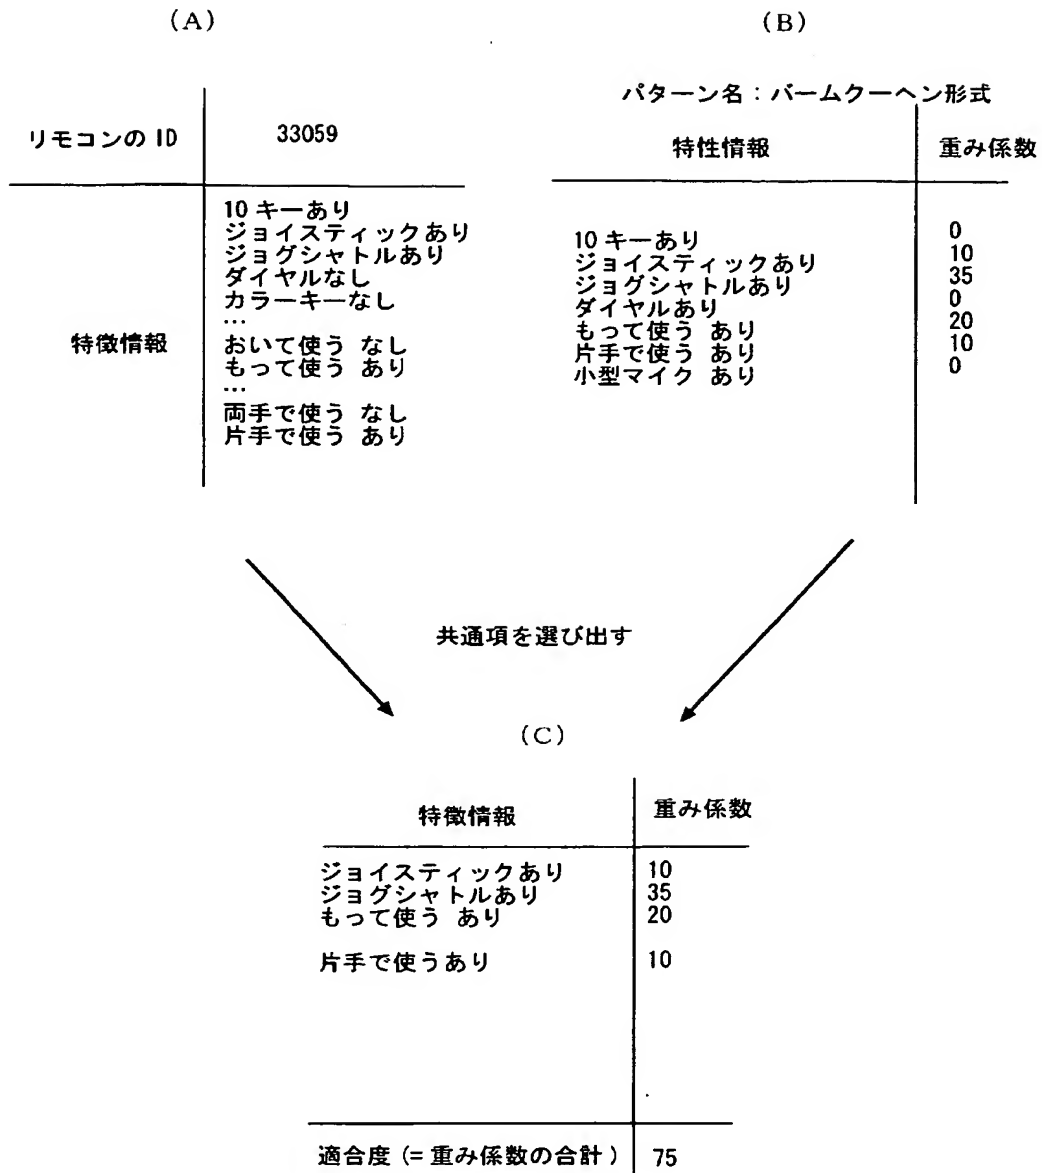 (A)
(B)
リモコンの ID 33059
特徴情報
10 キーあり
ジョイスティックあり
ジョグシャトルあり
ダイヤルなし
カラーキーなし
…
おいて使う なし
もって使う あり
…
両手で使う なし
片手で使う あり
パターン名：バームクーヘン形式
特性情報 重み係数
10 キーあり 0
ジョイスティックあり 10
ジョグシャトルあり 35
ダイヤルあり 0
もって使う あり 20
片手で使う あり 10
小型マイク あり 0
共通項を選び出す
(C)
特徴情報 重み係数
ジョイスティックあり 10
ジョグシャトルあり 35
もって使う あり 20
片手で使うあり 10
適合度 (= 重み係数の合計) 75